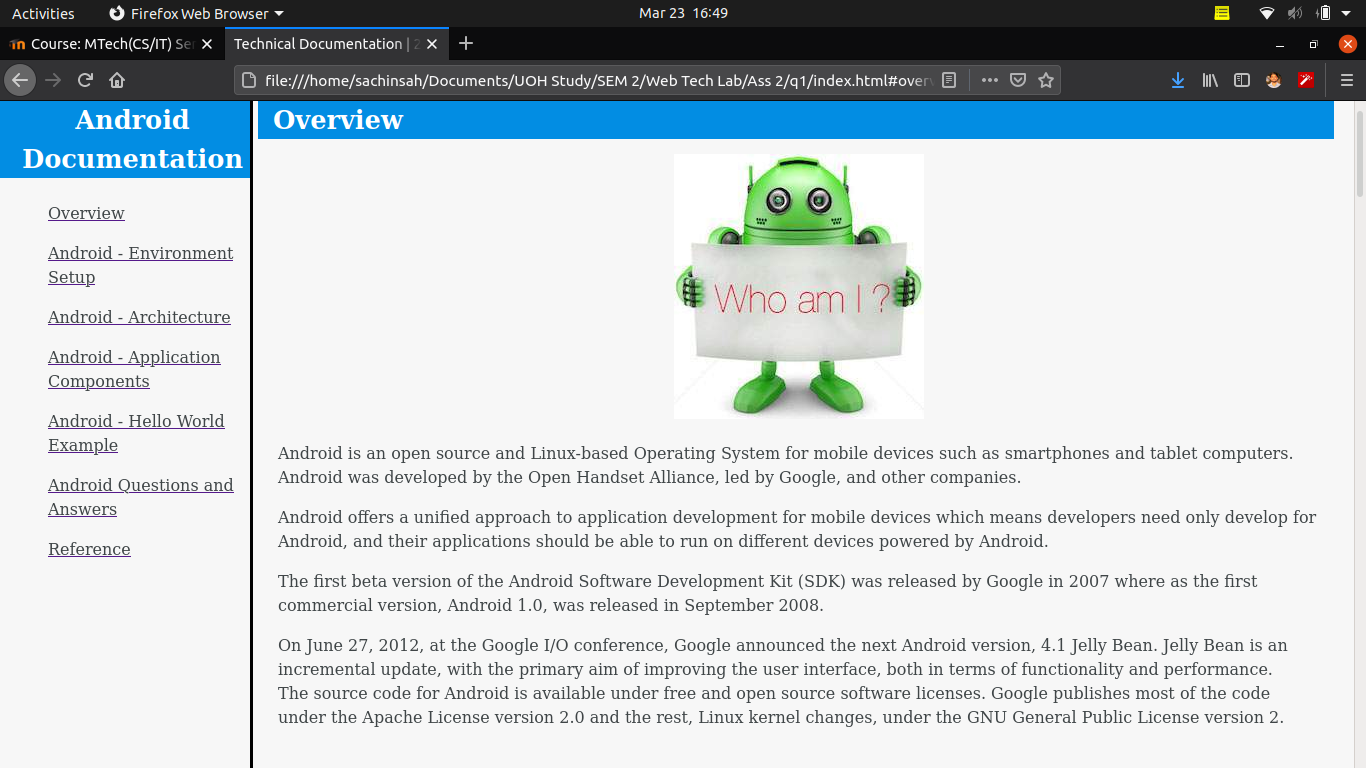 Activities
Firefox Web Browser
Mar 23 16:49
Course: MTech(CS/IT)
Technical Documentation |
file:///home/sachinsah/Documents/UOH Study/SEM 2/Web Tech Lab/Ass 2/q1/index.html#over
Android
Documentation
Overview
Android - Environment
Setup
Android - Architecture
Android - Application
Components
Android - Hello World
Example
Android Questions and
Answers
Reference
Overview
Who am I ?
Android is an open source and Linux-based Operating System for mobile devices such as smartphones and tablet computers.
Android was developed by the Open Handset Alliance, led by Google, and other companies.
Android offers a unified approach to application development for mobile devices which means developers need only develop for
Android, and their applications should be able to run on different devices powered by Android.
The first beta version of the Android Software Development Kit (SDK) was released by Google in 2007 where as the first
commercial version, Android 1.0, was released in September 2008.
On June 27, 2012, at the Google I/O conference, Google announced the next Android version, 4.1 Jelly Bean. Jelly Bean is an
incremental update, with the primary aim of improving the user interface, both in terms of functionality and performance.
The source code for Android is available under free and open source software licenses. Google publishes most of the code
under the Apache License version 2.0 and the rest, Linux kernel changes, under the GNU General Public License version 2.